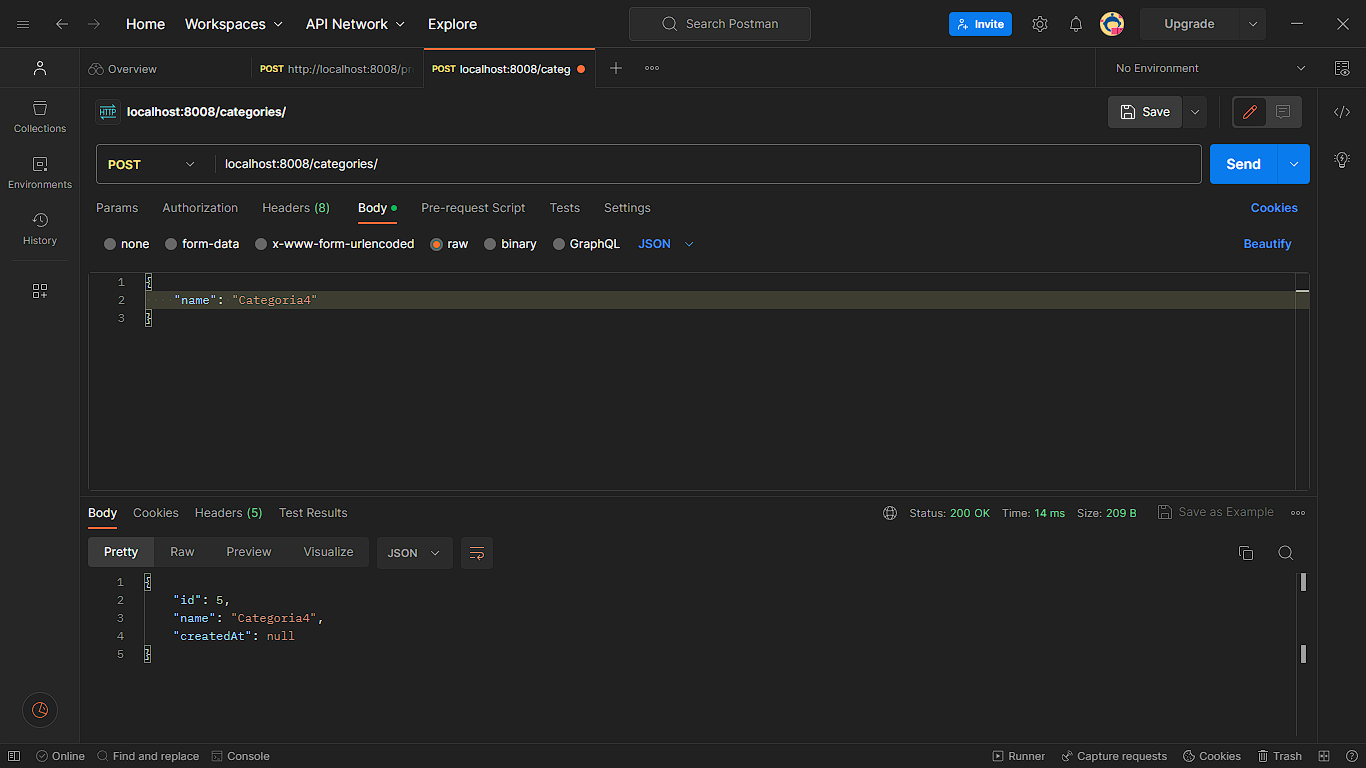 Home Workspaces API Network Explore Search Postman Invite Upgrade
Overview POST http://localhost:8008/pr POST localhost:8008/categ No Environment
HTTP localhost:8008/categories/ Save
Collections
POST localhost:8008/categories/ Send
Environments
Params Authorization Headers (8) Body Pre-request Script Tests Settings Cookies
History
none form-data x-www-form-urlencoded raw binary GraphQL JSON Beautify
1 {
2 "name": "Categoria4"
3 }
Body Cookies Headers (5) Test Results Status: 200 OK Time: 14 ms Size: 209 B Save as Example
Pretty Raw Preview Visualize JSON
1 {
2 "id": 5,
3 "name": "Categoria4",
4 "createdAt": null
5 }
Online Find and replace Console Runner Capture requests Cookies Trash